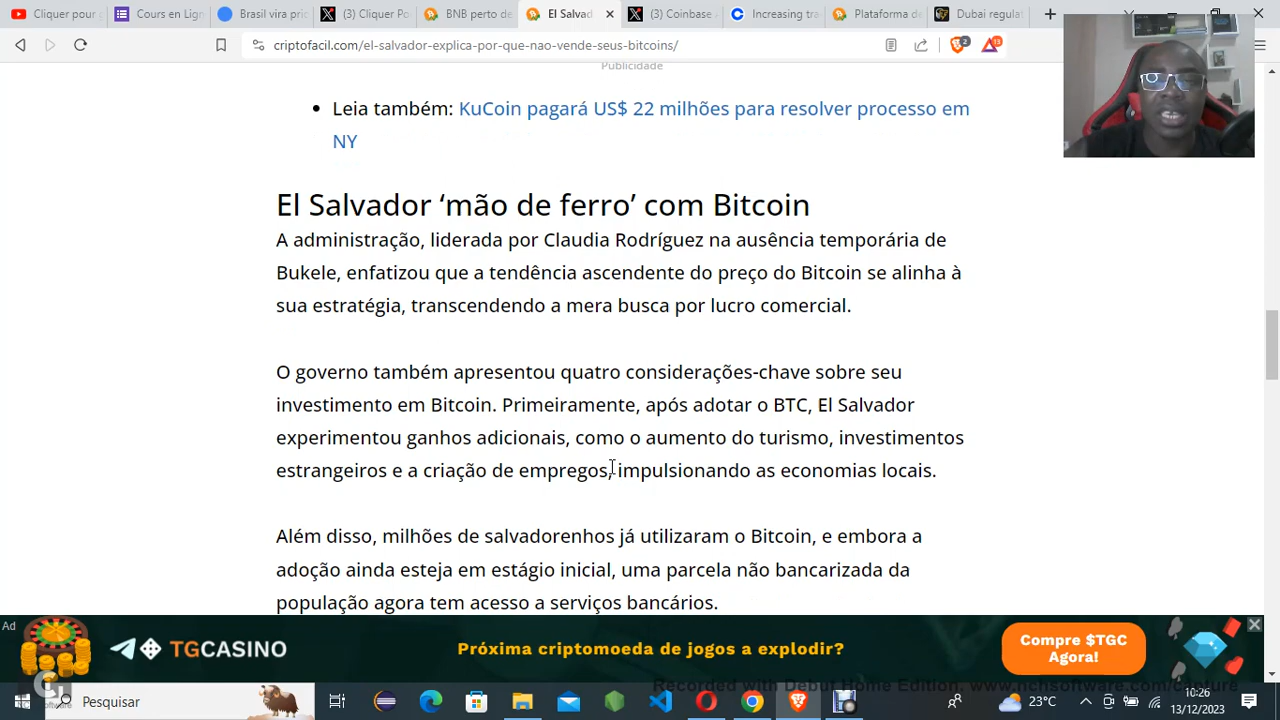 Cliquer pour g
Cours en Lign
Brasil vira pric
(3) Cliquer Po
BNB perto de
El Salvad
(3) Coinbase
Increasing tra
Plataforma de
Dubai regulat
criptofacil.com/el-salvador-explica-por-que-nao-vende-seus-bitcoins/
2
13
Publicidade
Leia também: KuCoin pagará US$ 22 milhões para resolver processo em
NY
El Salvador ‘mão de ferro’ com Bitcoin
A administração, liderada por Claudia Rodríguez na ausência temporária de
Bukele, enfatizou que a tendência ascendente do preço do Bitcoin se alinha à
sua estratégia, transcendendo a mera busca por lucro comercial.
O governo também apresentou quatro considerações-chave sobre seu
investimento em Bitcoin. Primeiramente, após adotar o BTC, El Salvador
experimentou ganhos adicionais, como o aumento do turismo, investimentos
estrangeiros e a criação de empregos, impulsionando as economias locais.
Além disso, milhões de salvadorenhos já utilizaram o Bitcoin, e embora a
adoção ainda esteja em estágio inicial, uma parcela não bancarizada da
população agora tem acesso a serviços bancários.
Ad
TGCASINO
Próxima criptomoeda de jogos a explodir?
Compre $TGC
Agora!
Recorded with Debut Home Edition. www.nchsoftware.com/capture
Pesquisar
23°C
10:26
13/12/2023